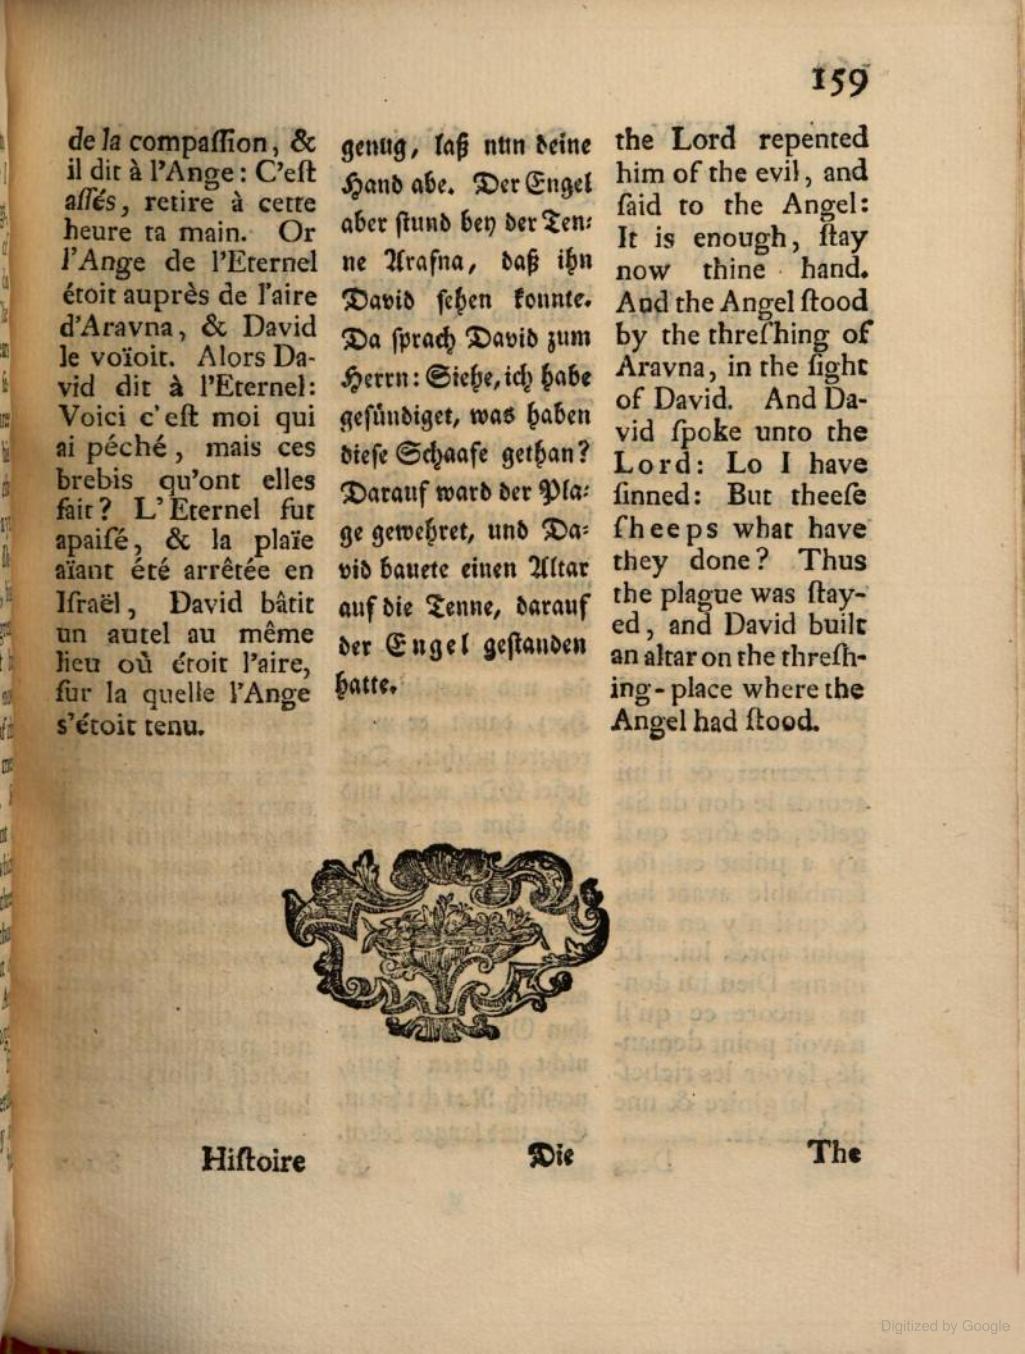 159
de la compaſſion, &
il dit à l'Ange: C'eſt
aſſés, retire à cette
heure ta main. Or
l'Ange de l'Eternel
étoit auprès de l'aire
d'Aravna, & David
le voïoit. Alors Da-
vid dit à l'Eternel:
Voici c'eſt moi qui
ai péché, mais ces
brebis qu'ont elles
fait? L'Eternel fut
apaiſé, & la plaïe
aïant été arrêtée en
Iſraël, David bâtit
un autel au même
lieu où étoit l'aire,
ſur la quelle l'Ange
s'étoit tenu.
genug, laß nun deine
Hand abe. Der Engel
aber ſtund bey der Ten-
ne Arafna, daß ihn
David ſehen konnte.
Da ſprach David zum
Herrn: Siehe, ich habe
geſündiget, was haben
dieſe Schaafe gethan?
Darauf ward der Pla-
ge gewehret, und Da-
vid bauete einen Altar
auf die Tenne, darauf
der Engel geſtanden
hatte.
the Lord repented
him of the evil, and
ſaid to the Angel:
It is enough, ſtay
now thine hand.
And the Angel ſtood
by the threſhing of
Aravna, in the ſight
of David. And Da-
vid ſpoke unto the
Lord: Lo I have
ſinned: But theeſe
ſheeps what have
they done? Thus
the plague was ſtay-
ed, and David built
an altar on the threſh-
ing-place where the
Angel had ſtood.
Hiſtoire
Die
The
Digitized by Google